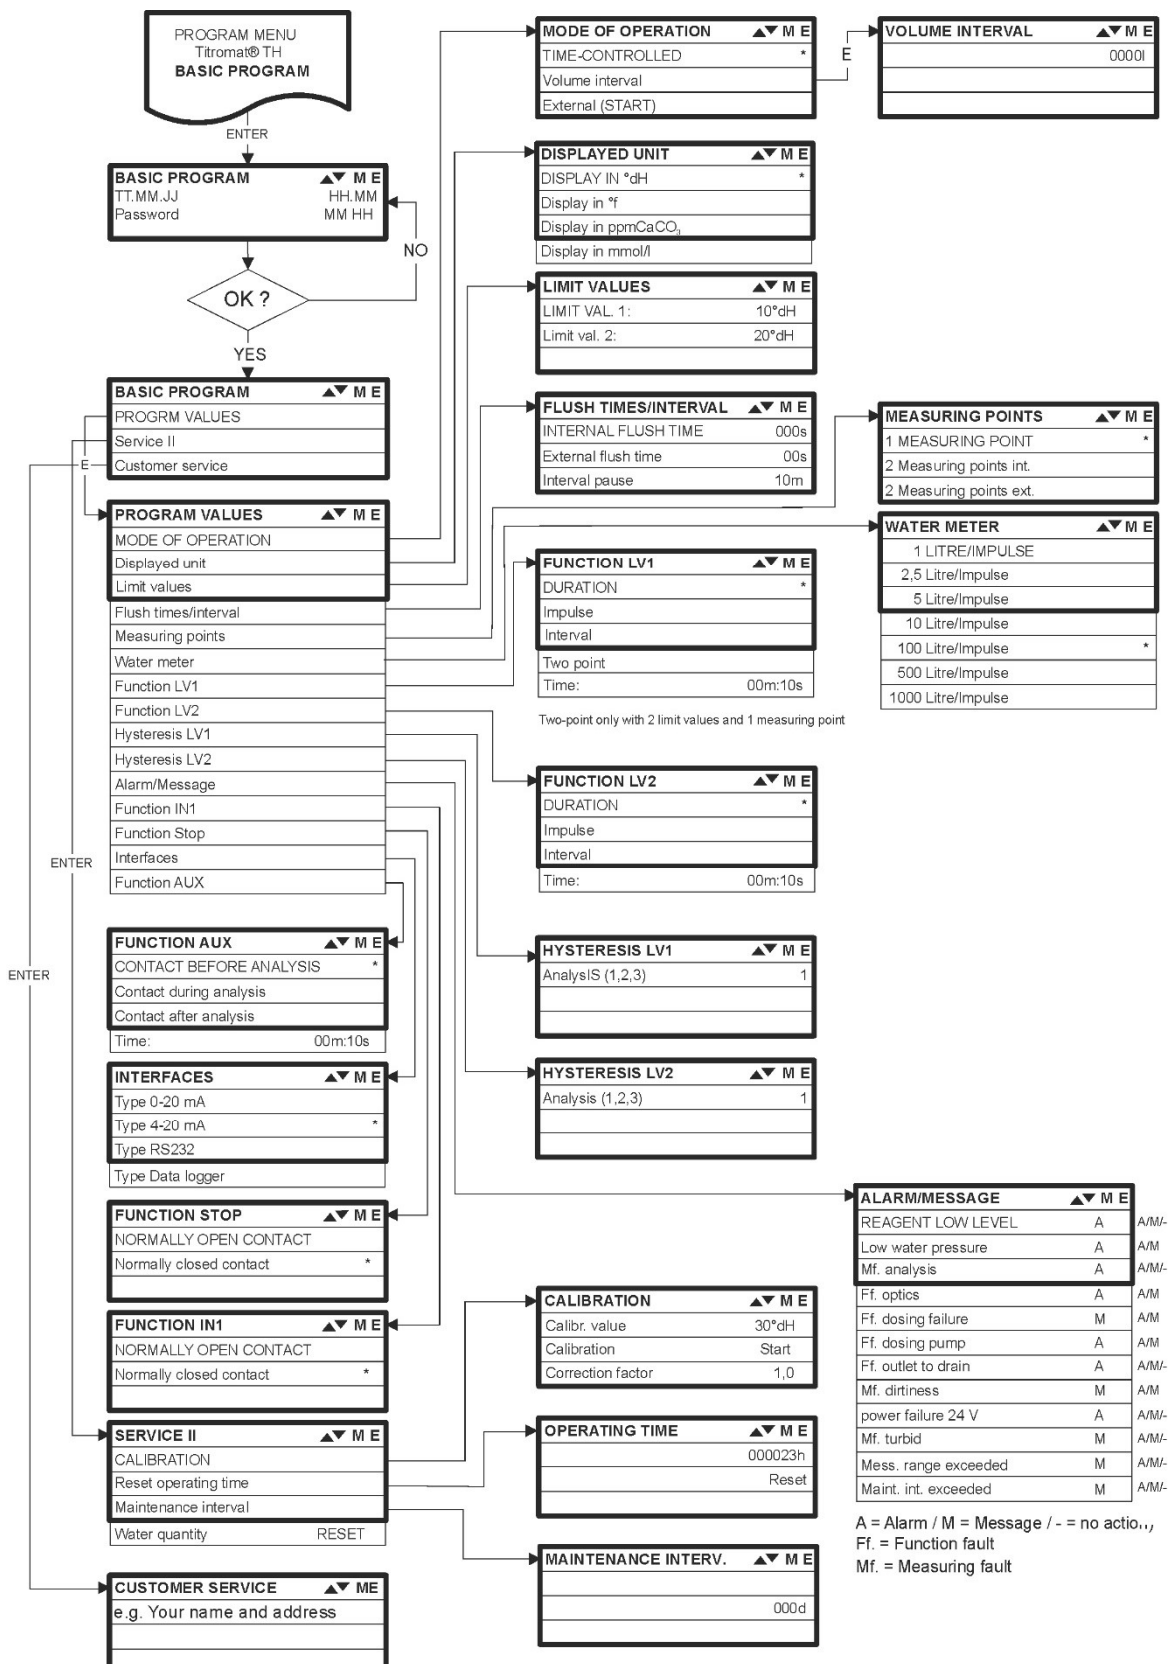 PROGRAM MENU
Titromat® TH
BASIC PROGRAM
ENTER
BASIC PROGRAM ▲▼ M E
TT.MM.JJ HH.MM
Password MM HH
NO
OK ?
YES
BASIC PROGRAM ▲▼ M E
PROGRM VALUES
Service II
Customer service
E
PROGRAM VALUES ▲▼ M E
MODE OF OPERATION
Displayed unit
Limit values
Flush times/interval
Measuring points
Water meter
Function LV1
Function LV2
Hysteresis LV1
Hysteresis LV2
Alarm/Message
Function IN1
Function Stop
Interfaces
Function AUX
ENTER
ENTER
FUNCTION AUX ▲▼ M E
CONTACT BEFORE ANALYSIS *
Contact during analysis
Contact after analysis
Time: 00m:10s
INTERFACES ▲▼ M E
Type 0-20 mA
Type 4-20 mA *
Type RS232
Type Data logger
FUNCTION STOP ▲▼ M E
NORMALLY OPEN CONTACT
Normally closed contact *
FUNCTION IN1 ▲▼ M E
NORMALLY OPEN CONTACT
Normally closed contact *
SERVICE II ▲▼ M E
CALIBRATION
Reset operating time
Maintenance interval
Water quantity RESET
CUSTOMER SERVICE ▲▼ ME
e.g. Your name and address
MODE OF OPERATION ▲▼ M E
TIME-CONTROLLED *
Volume interval
External (START)
E
VOLUME INTERVAL ▲▼ M E
0000l
DISPLAYED UNIT ▲▼ M E
DISPLAY IN °dH *
Display in °f
Display in ppmCaCO₃
Display in mmol/l
LIMIT VALUES ▲▼ M E
LIMIT VAL. 1: 10°dH
Limit val. 2: 20°dH
FLUSH TIMES/INTERVAL ▲▼ M E
INTERNAL FLUSH TIME 000s
External flush time 00s
Interval pause 10m
MEASURING POINTS ▲▼ M E
1 MEASURING POINT *
2 Measuring points int.
2 Measuring points ext.
WATER METER ▲▼ M E
1 LITRE/IMPULSE
2,5 Litre/Impulse
5 Litre/Impulse
10 Litre/Impulse
100 Litre/Impulse *
500 Litre/Impulse
1000 Litre/Impulse
FUNCTION LV1 ▲▼ M E
DURATION *
Impulse
Interval
Two point
Time: 00m:10s
Two-point only with 2 limit values and 1 measuring point
FUNCTION LV2 ▲▼ M E
DURATION *
Impulse
Interval
Time: 00m:10s
HYSTERESIS LV1 ▲▼ M E
AnalysIS (1,2,3) 1
HYSTERESIS LV2 ▲▼ M E
Analysis (1,2,3) 1
ALARM/MESSAGE ▲▼ M E
REAGENT LOW LEVEL A A/M/-
Low water pressure A A/M
Mf. analysis A A/M/-
Ff. optics A A/M
Ff. dosing failure M A/M
Ff. dosing pump A A/M
Ff. outlet to drain A A/M/-
Mf. dirtiness M A/M
power failure 24 V A A/M/-
Mf. turbid M A/M/-
Mess. range exceeded M A/M/-
Maint. int. exceeded M A/M/-
A = Alarm / M = Message / - = no action,
Ff. = Function fault
Mf. = Measuring fault
CALIBRATION ▲▼ M E
Calibr. value 30°dH
Calibration Start
Correction factor 1,0
OPERATING TIME ▲▼ M E
000023h
Reset
MAINTENANCE INTERV. ▲▼ M E
000d